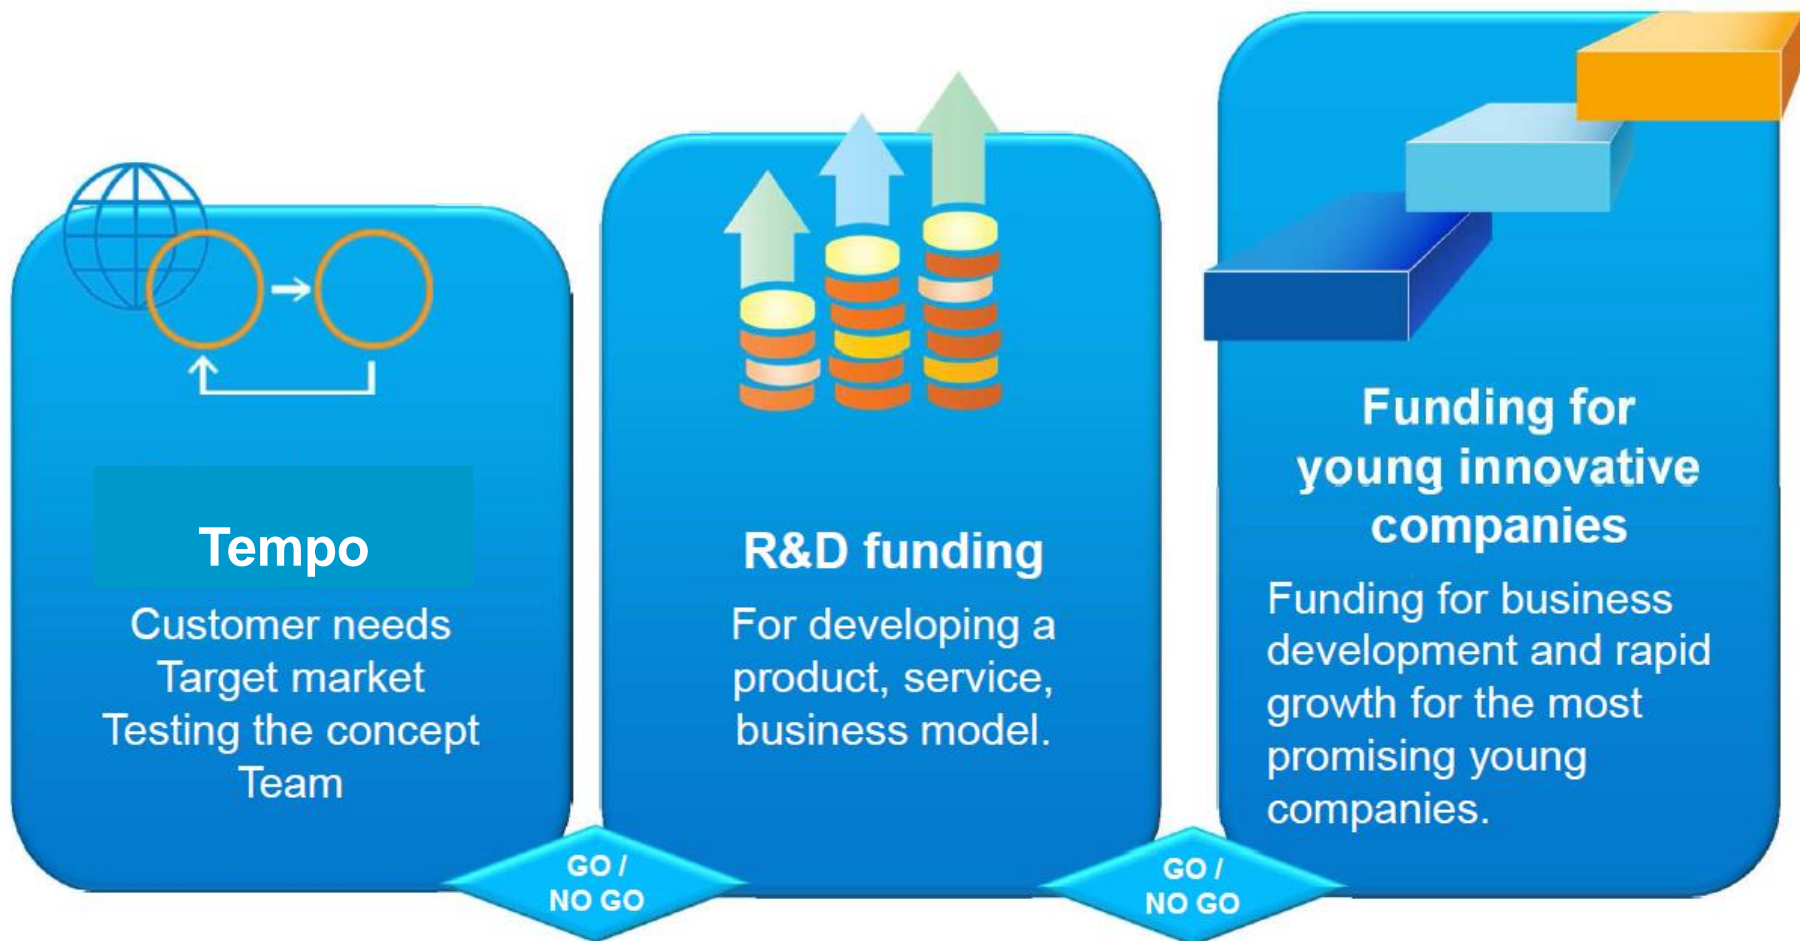 Tempo
Customer needs
Target market
Testing the concept
Team
GO /
NO GO
R&D funding
For developing a
product, service,
business model.
GO /
NO GO
Funding for
young innovative
companies
Funding for business
development and rapid
growth for the most
promising young
companies.